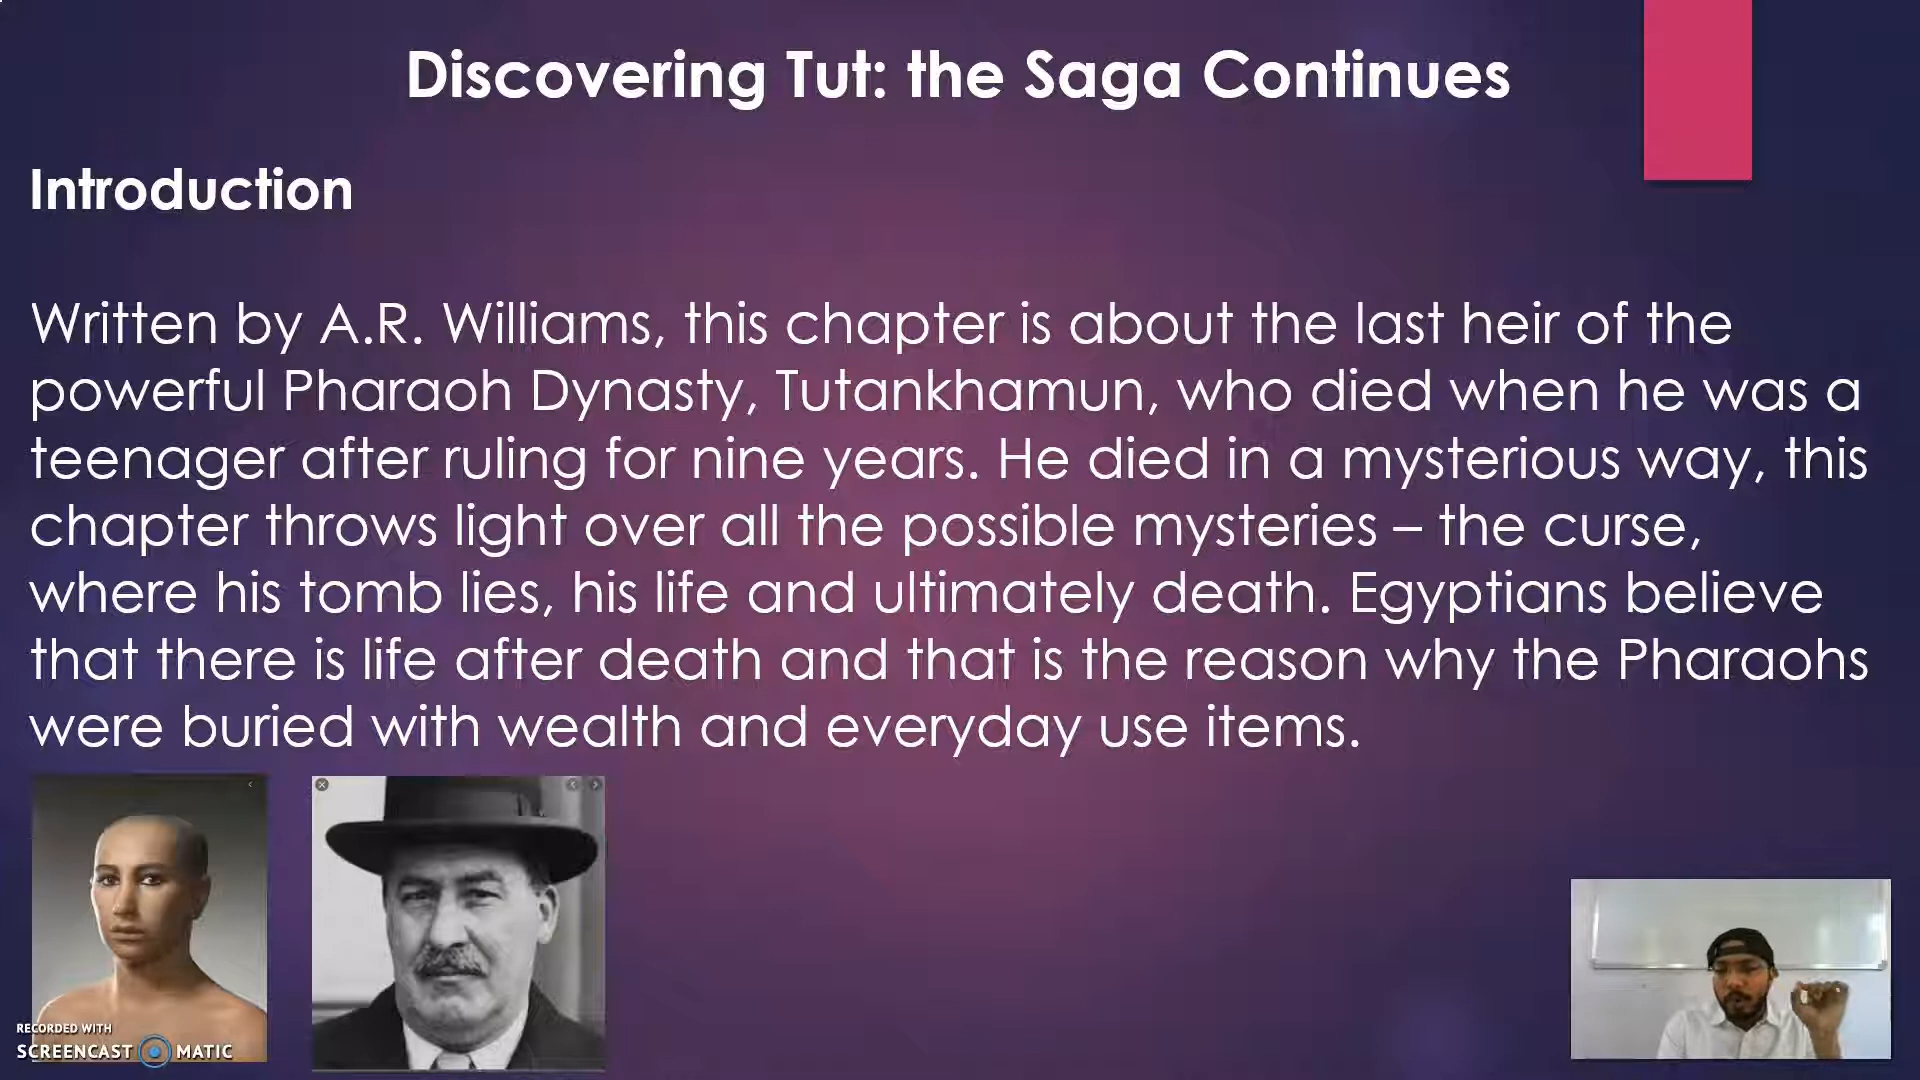 Discovering Tut: the Saga Continues
Introduction
Written by A.R. Williams, this chapter is about the last heir of the
powerful Pharaoh Dynasty, Tutankhamun, who died when he was a
teenager after ruling for nine years. He died in a mysterious way, this
chapter throws light over all the possible mysteries – the curse,
where his tomb lies, his life and ultimately death. Egyptians believe
that there is life after death and that is the reason why the Pharaohs
were buried with wealth and everyday use items.
RECORDED WITH
SCREENCAST MATIC